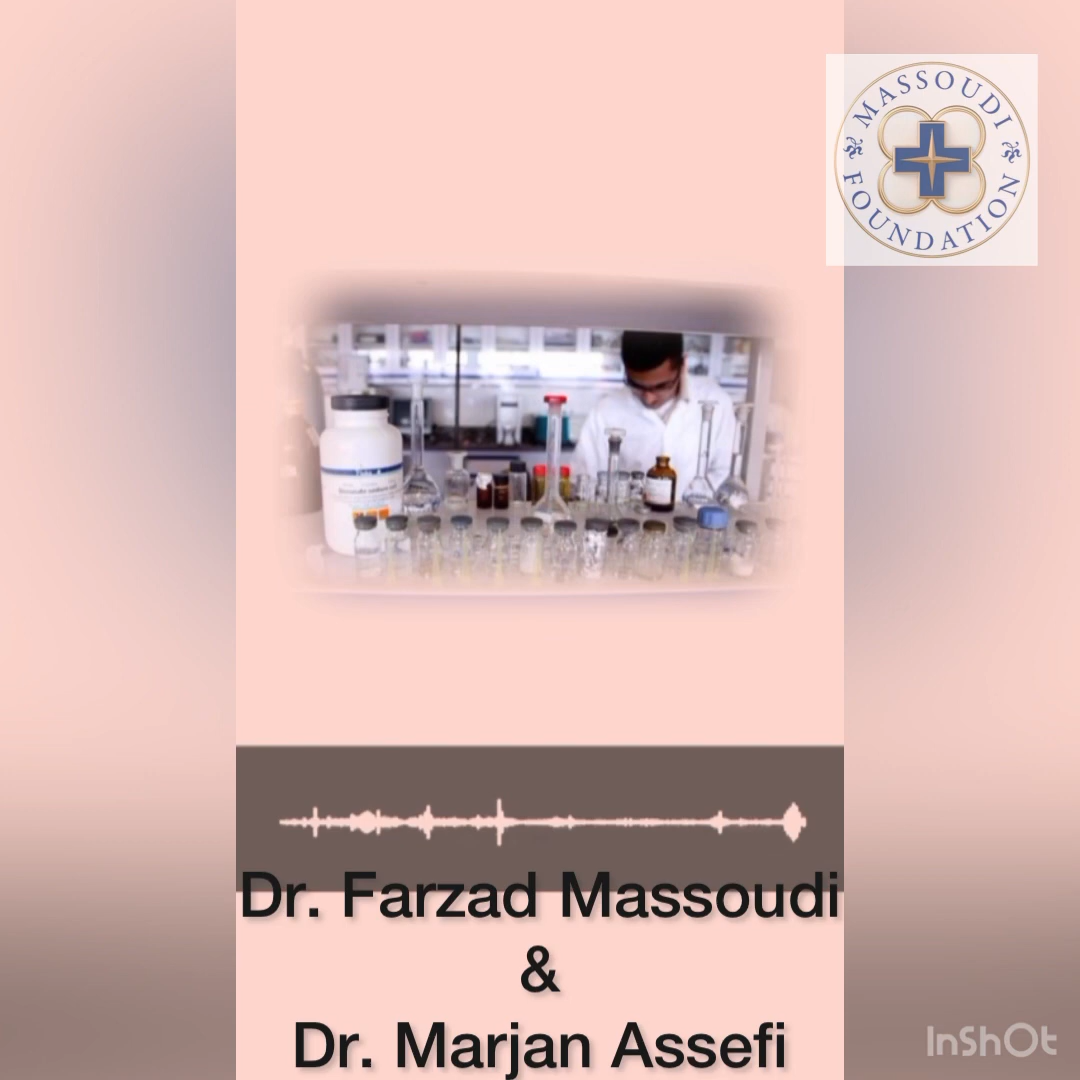 MASSOUDI
FOUNDATION
Dr. Farzad Massoudi
&
Dr. Marjan Assefi
InShOt